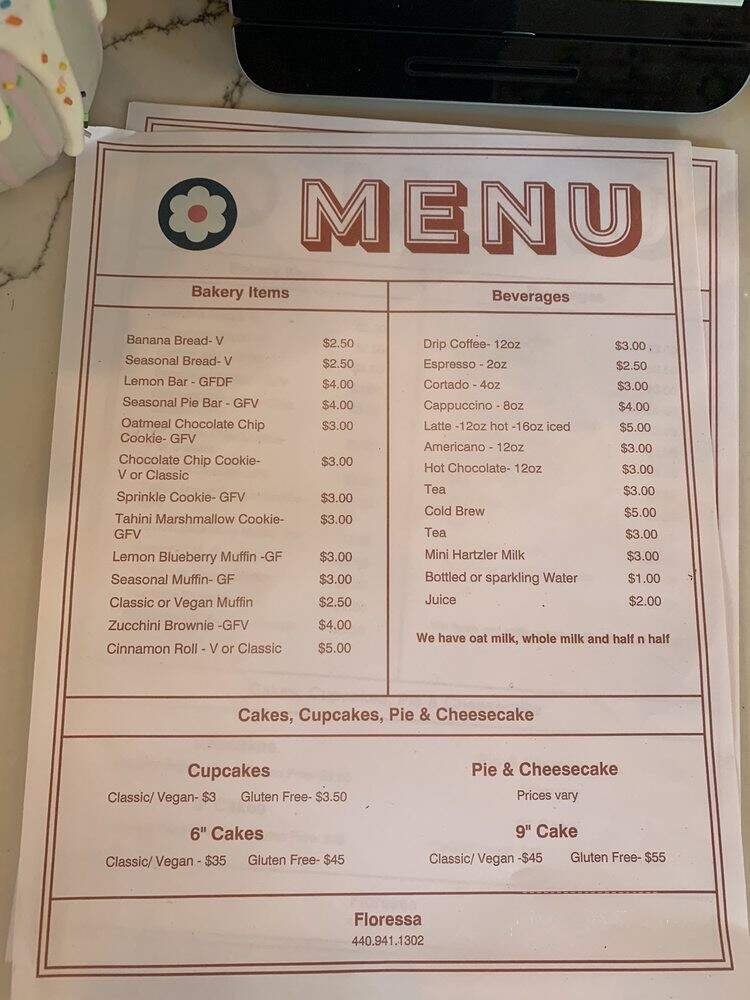 MENU
Bakery Items
Banana Bread- V $2.50
Seasonal Bread- V $2.50
Lemon Bar - GFDF $4.00
Seasonal Pie Bar - GFV $4.00
Oatmeal Chocolate Chip $3.00
Cookie- GFV
Chocolate Chip Cookie- $3.00
V or Classic
Sprinkle Cookie- GFV $3.00
Tahini Marshmallow Cookie- $3.00
GFV
Lemon Blueberry Muffin -GF $3.00
Seasonal Muffin- GF $3.00
Classic or Vegan Muffin $2.50
Zucchini Brownie -GFV $4.00
Cinnamon Roll - V or Classic $5.00
Beverages
Drip Coffee- 12oz $3.00
Espresso - 2oz $2.50
Cortado - 4oz $3.00
Cappuccino - 8oz $4.00
Latte -12oz hot -16oz iced $5.00
Americano - 12oz $3.00
Hot Chocolate- 12oz $3.00
Tea $3.00
Cold Brew $5.00
Tea $3.00
Mini Hartzler Milk $3.00
Bottled or sparkling Water $1.00
Juice $2.00
We have oat milk, whole milk and half n half
Cakes, Cupcakes, Pie & Cheesecake
Cupcakes
Classic/ Vegan- $3 Gluten Free- $3.50
Pie & Cheesecake
Prices vary
6" Cakes
Classic/ Vegan - $35 Gluten Free- $45
9" Cake
Classic/ Vegan -$45 Gluten Free- $55
Floressa
440.941.1302